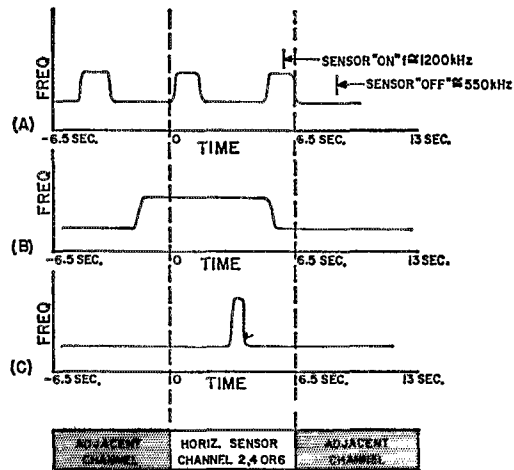 SENSOR "ON" f≅1200kHz
SENSOR "OFF" ≅550kHz
FREQ
(A)
-6.5 SEC. 0 TIME 6.5 SEC. 13 SEC.
FREQ
(B)
-6.5 SEC. 0 TIME 6.5 SEC. 13 SEC.
FREQ
(C)
-6.5 SEC. 0 TIME 6.5 SEC. 13 SEC.
ADJACENT CHANNEL
HORIZ. SENSOR
CHANNEL 2,4 OR6
ADJACENT CHANNEL